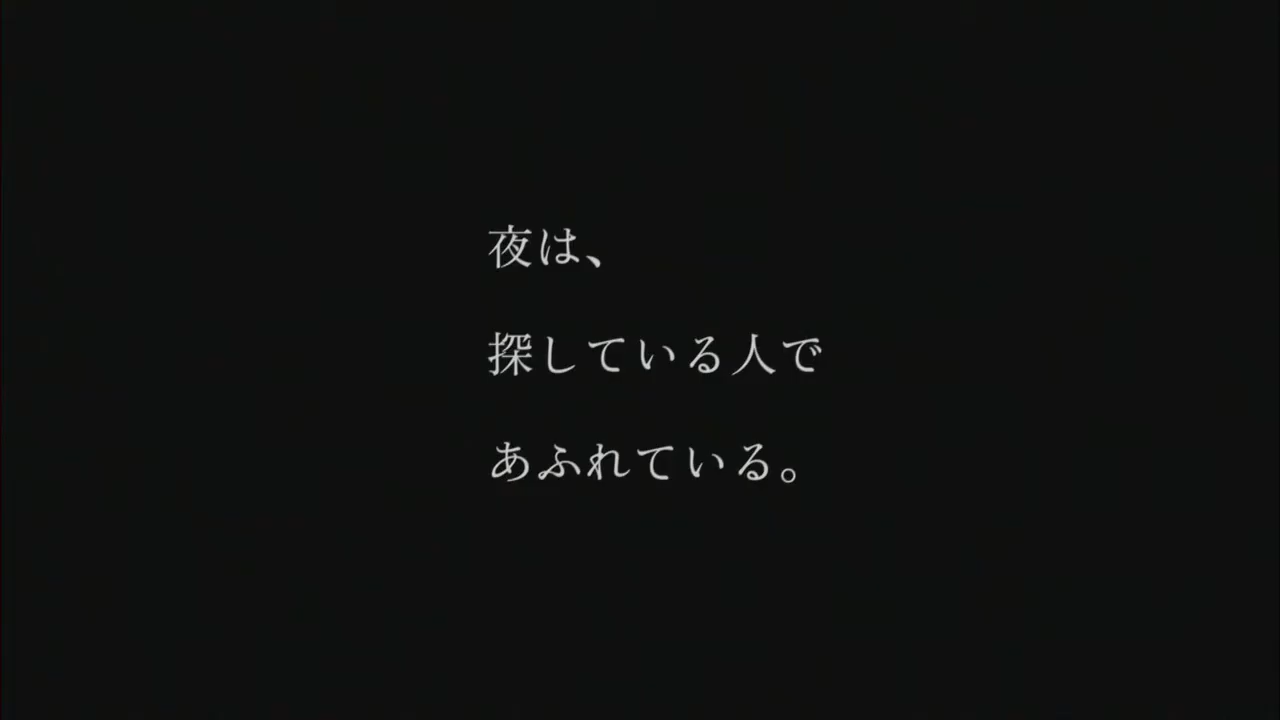 夜は、
探している人で
あふれている。